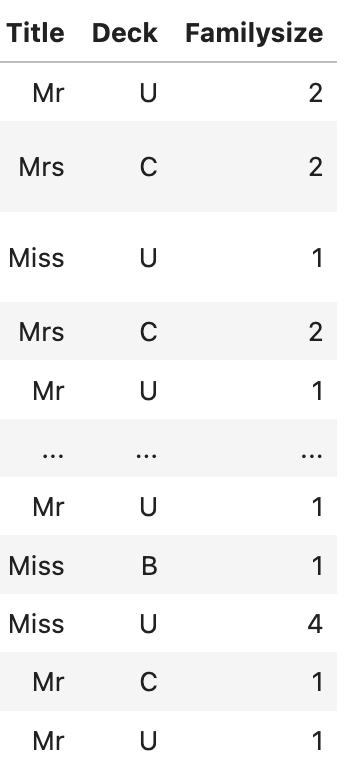 Title Deck Familysize
Mr U 2
Mrs C 2
Miss U 1
Mrs C 2
Mr U 1
... ... ...
Mr U 1
Miss B 1
Miss U 4
Mr C 1
Mr U 1